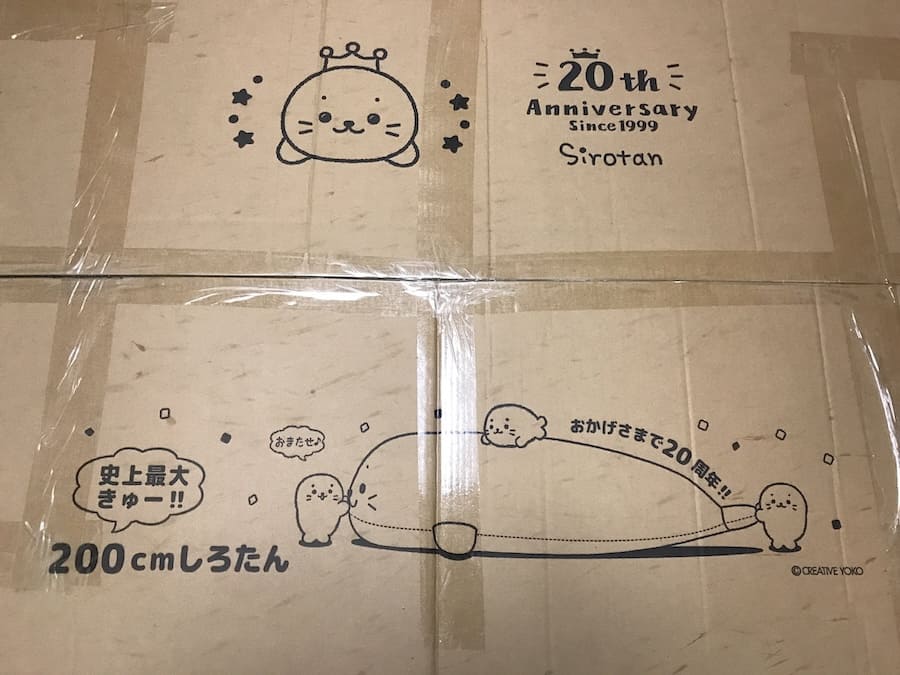 20th
Anniversary
Since 1999
Sirotan
おまたせ♪
おかげさまで20周年!!
史上最大
きゅー!!
200cmしろたん
©CREATIVE YOKO